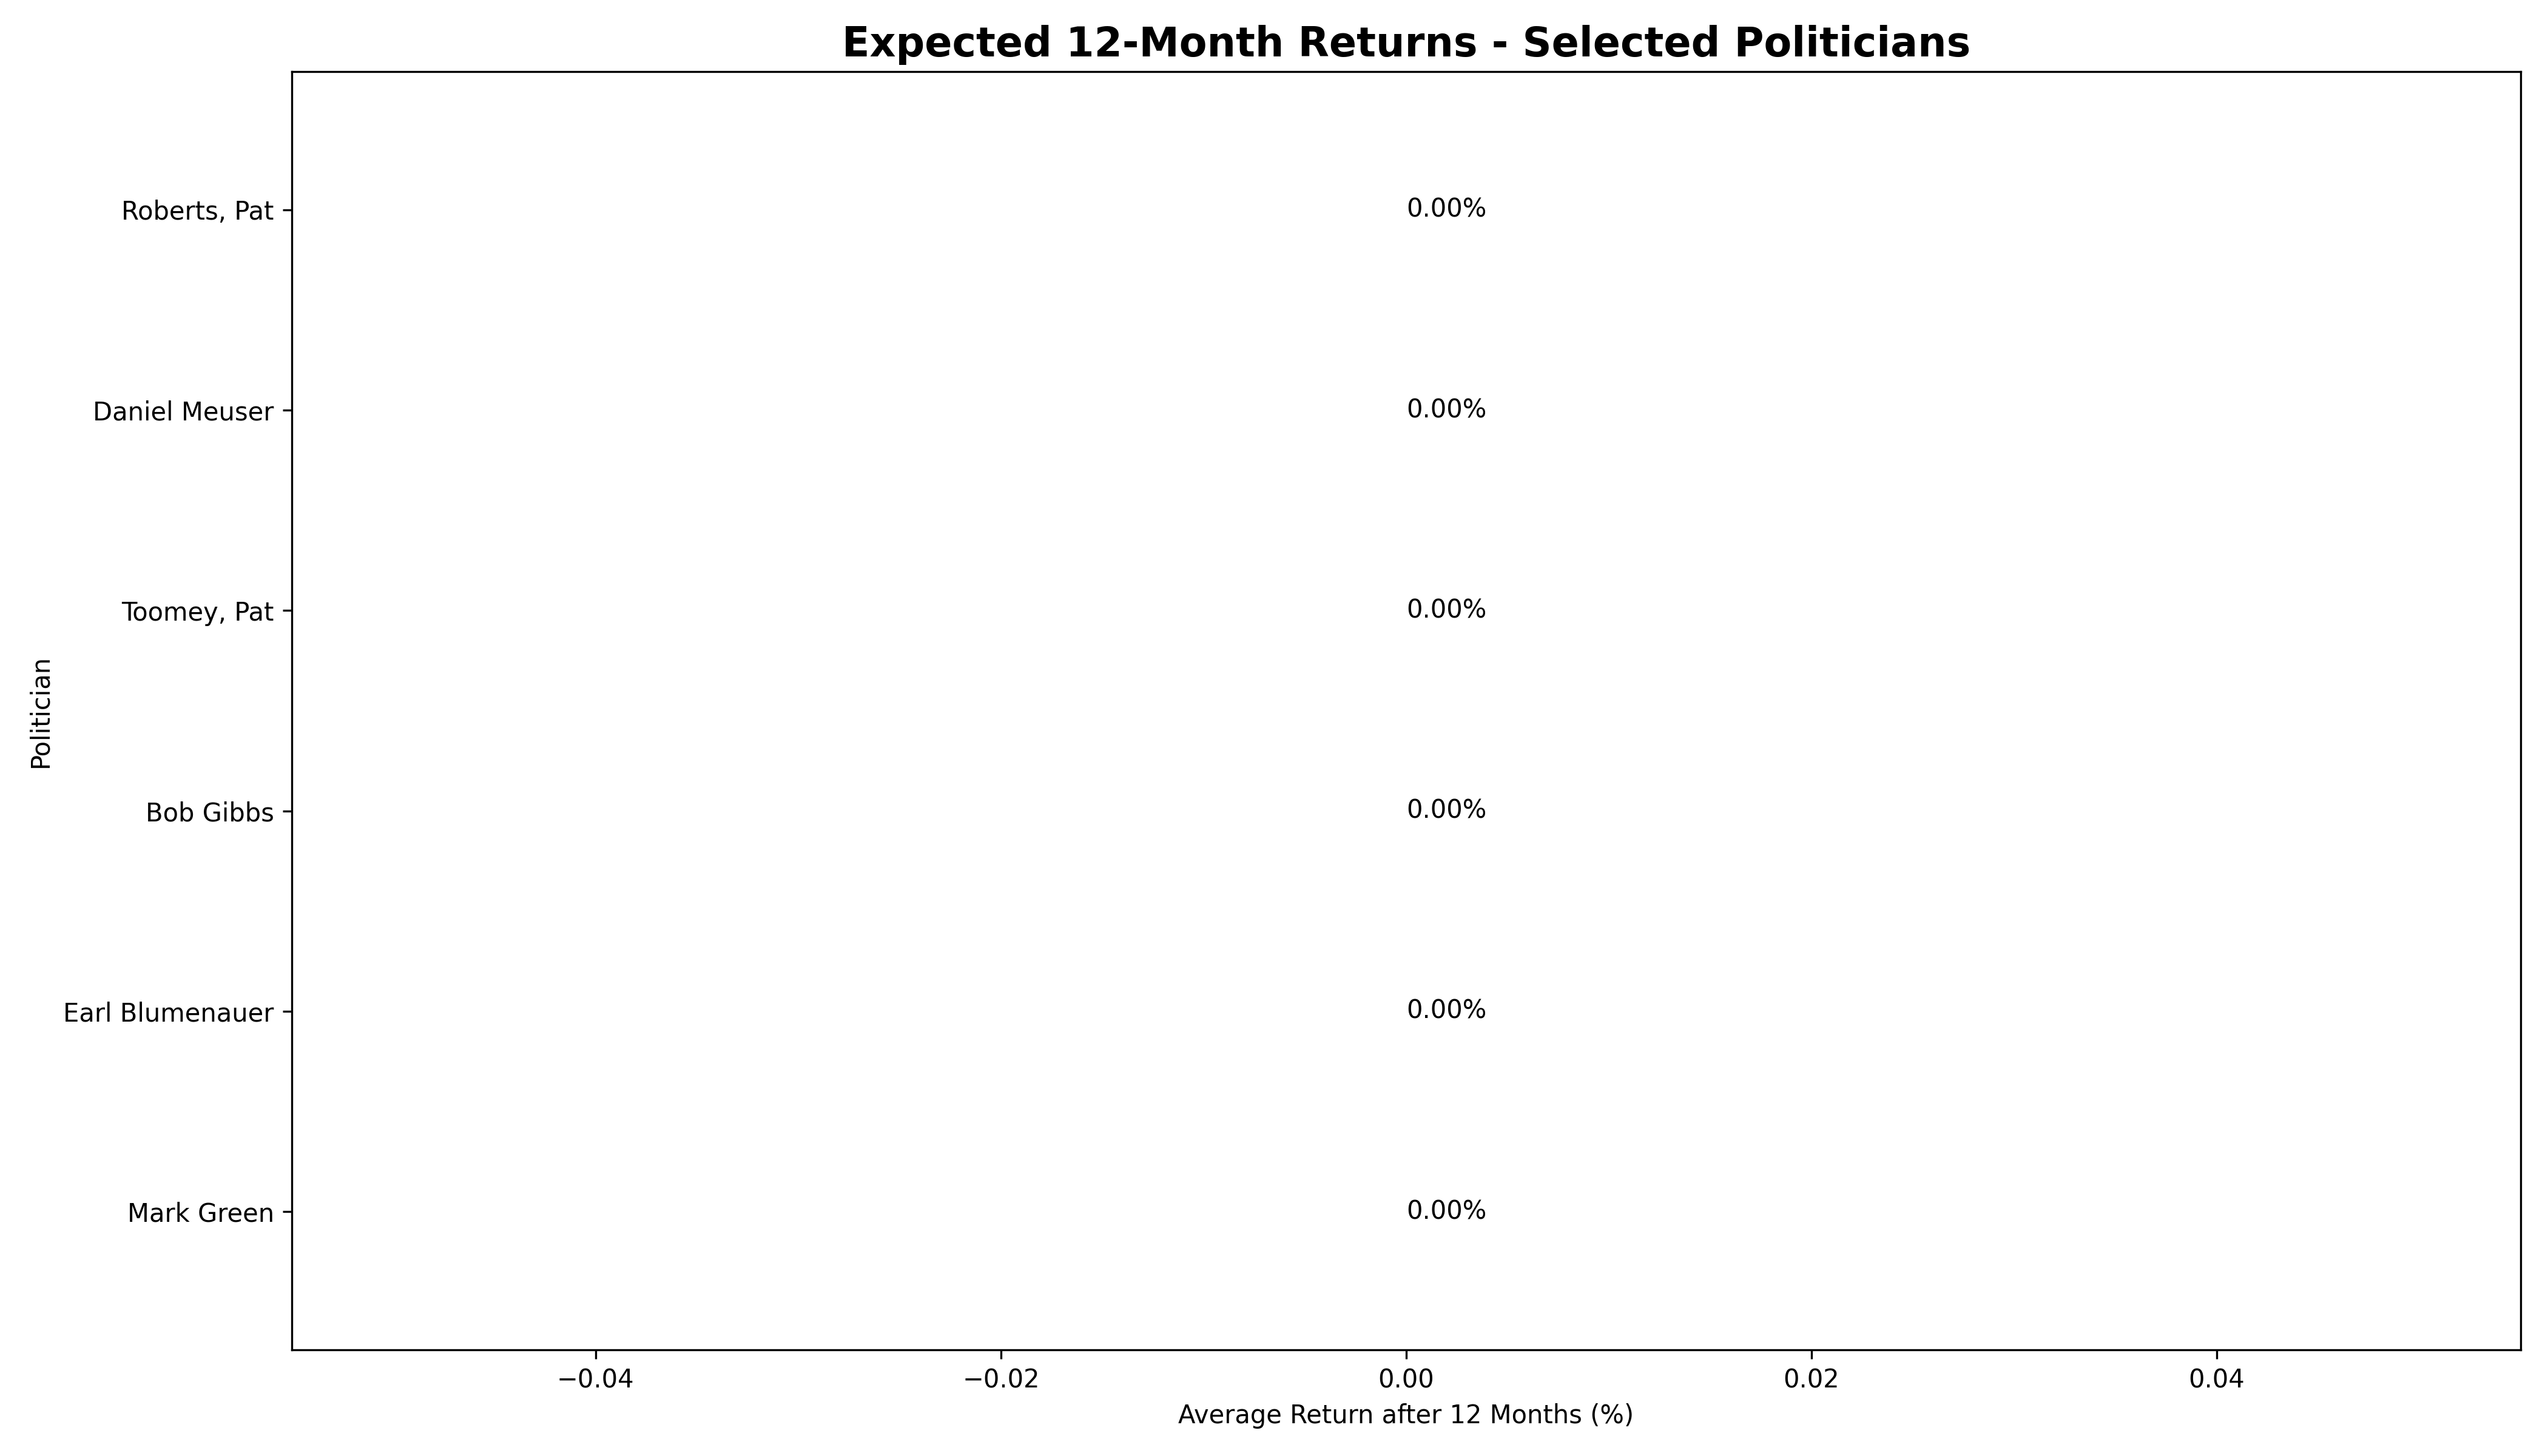 Expected 12-Month Returns - Selected Politicians
Roberts, Pat
0.00%
Daniel Meuser
0.00%
Toomey, Pat
0.00%
Politician
Bob Gibbs
0.00%
Earl Blumenauer
0.00%
Mark Green
0.00%
−0.04
−0.02
0.00
0.02
0.04
Average Return after 12 Months (%)